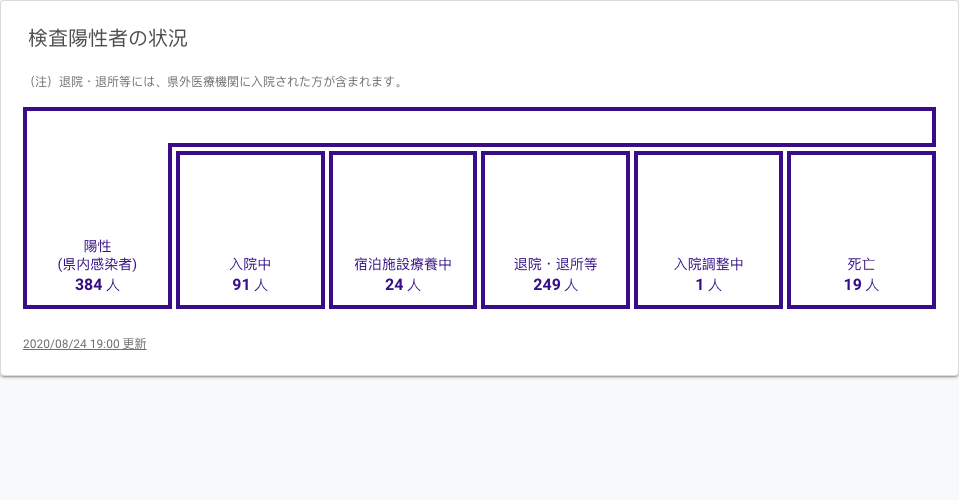 検査陽性者の状況
（注）退院・退所等には、県外医療機関に入院された方が含まれます。
陽性
(県内感染者)
384 人
入院中
91 人
宿泊施設療養中
24 人
退院・退所等
249 人
入院調整中
1 人
死亡
19 人
2020/08/24 19:00 更新